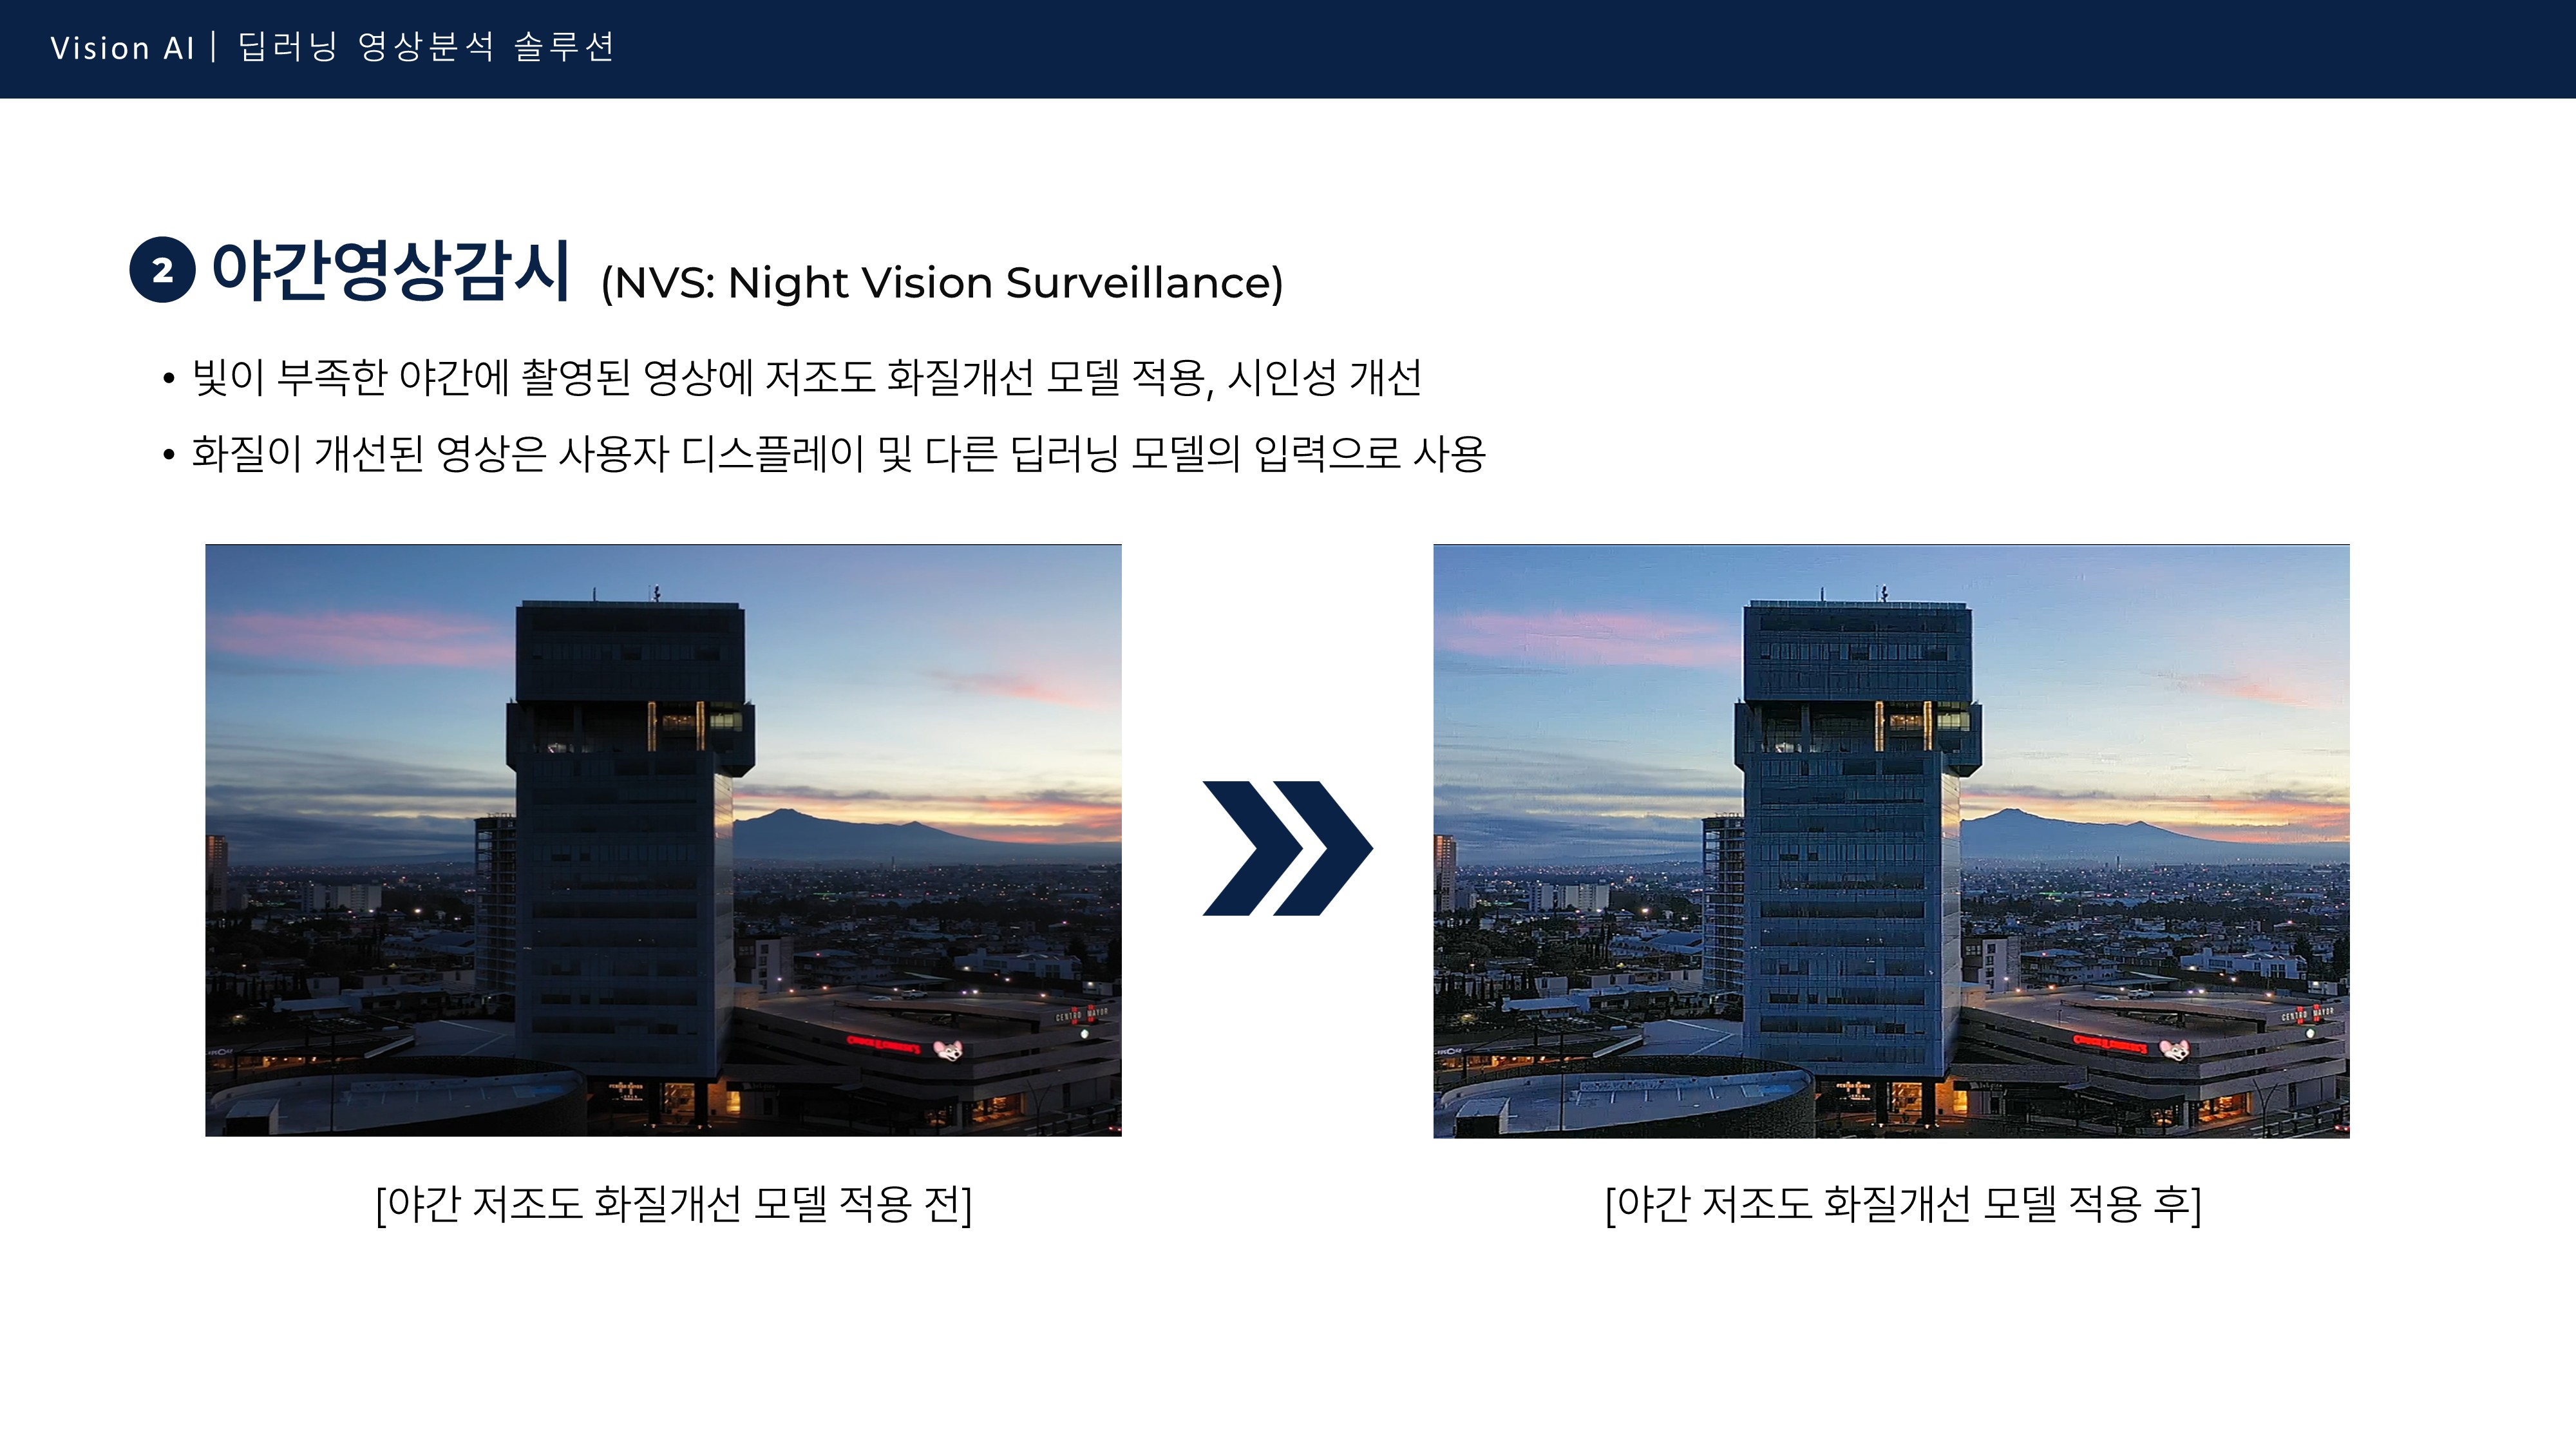 Vision AI | 딥러닝 영상분석 솔루션
2 야간영상감시 (NVS: Night Vision Surveillance)
• 빛이 부족한 야간에 촬영된 영상에 저조도 화질개선 모델 적용, 시인성 개선
• 화질이 개선된 영상은 사용자 디스플레이 및 다른 딥러닝 모델의 입력으로 사용
CENTRO MAYOR
CHUCK E. CHEESE'S
CENTRO MAYOR
CHUCK E. CHEESE'S
[야간 저조도 화질개선 모델 적용 전]
[야간 저조도 화질개선 모델 적용 후]